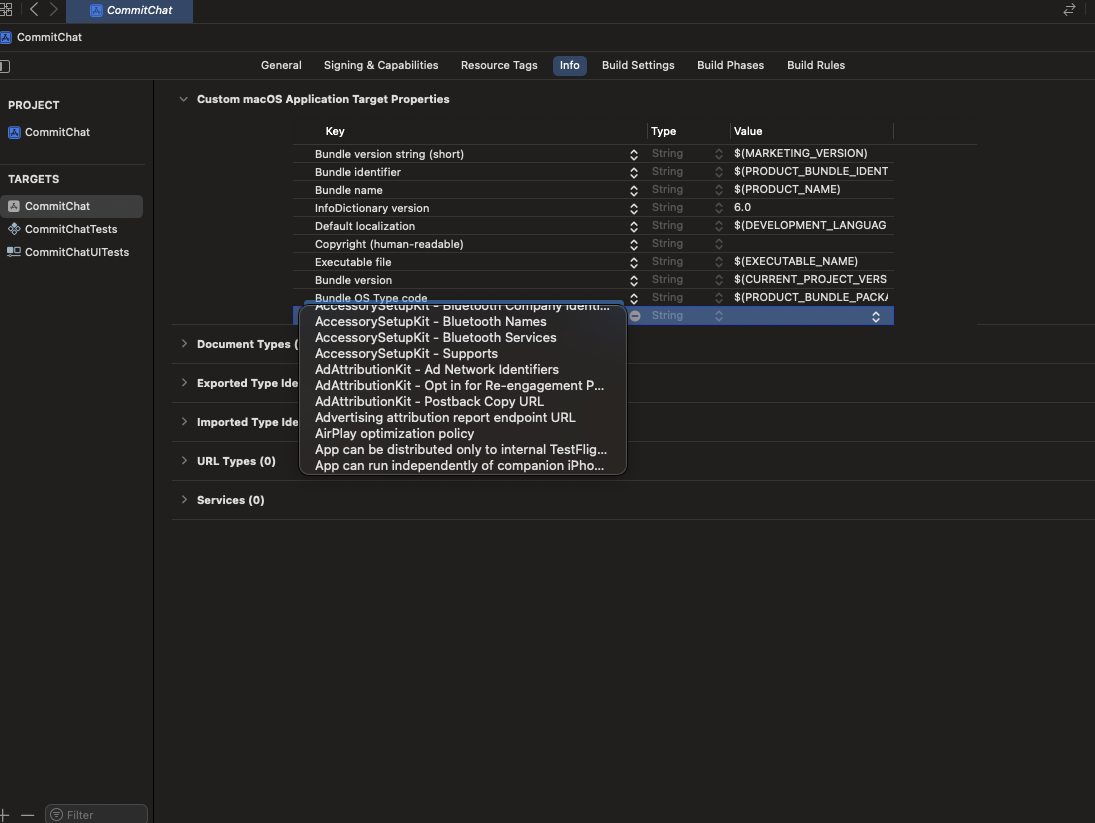 CommitChat
CommitChat
General Signing & Capabilities Resource Tags Info Build Settings Build Phases Build Rules
PROJECT
CommitChat
TARGETS
CommitChat
CommitChatTests
CommitChatUITests
Custom macOS Application Target Properties
Key Type Value
Bundle version string (short) String $(MARKETING_VERSION)
Bundle identifier String $(PRODUCT_BUNDLE_IDENT
Bundle name String $(PRODUCT_NAME)
InfoDictionary version String 6.0
Default localization String $(DEVELOPMENT_LANGUAG
Copyright (human-readable) String
Executable file String $(EXECUTABLE_NAME)
Bundle version String $(CURRENT_PROJECT_VERS
Bundle OS Type code String $(PRODUCT_BUNDLE_PACKA
String
AccessorySetupKit - Bluetooth Company Identi...
AccessorySetupKit - Bluetooth Names
AccessorySetupKit - Bluetooth Services
AccessorySetupKit - Supports
AdAttributionKit - Ad Network Identifiers
AdAttributionKit - Opt in for Re-engagement P...
AdAttributionKit - Postback Copy URL
Advertising attribution report endpoint URL
AirPlay optimization policy
App can be distributed only to internal TestFlig...
App can run independently of companion iPho...
Document Types (
Exported Type Ide
Imported Type Ide
URL Types (0)
Services (0)
Filter